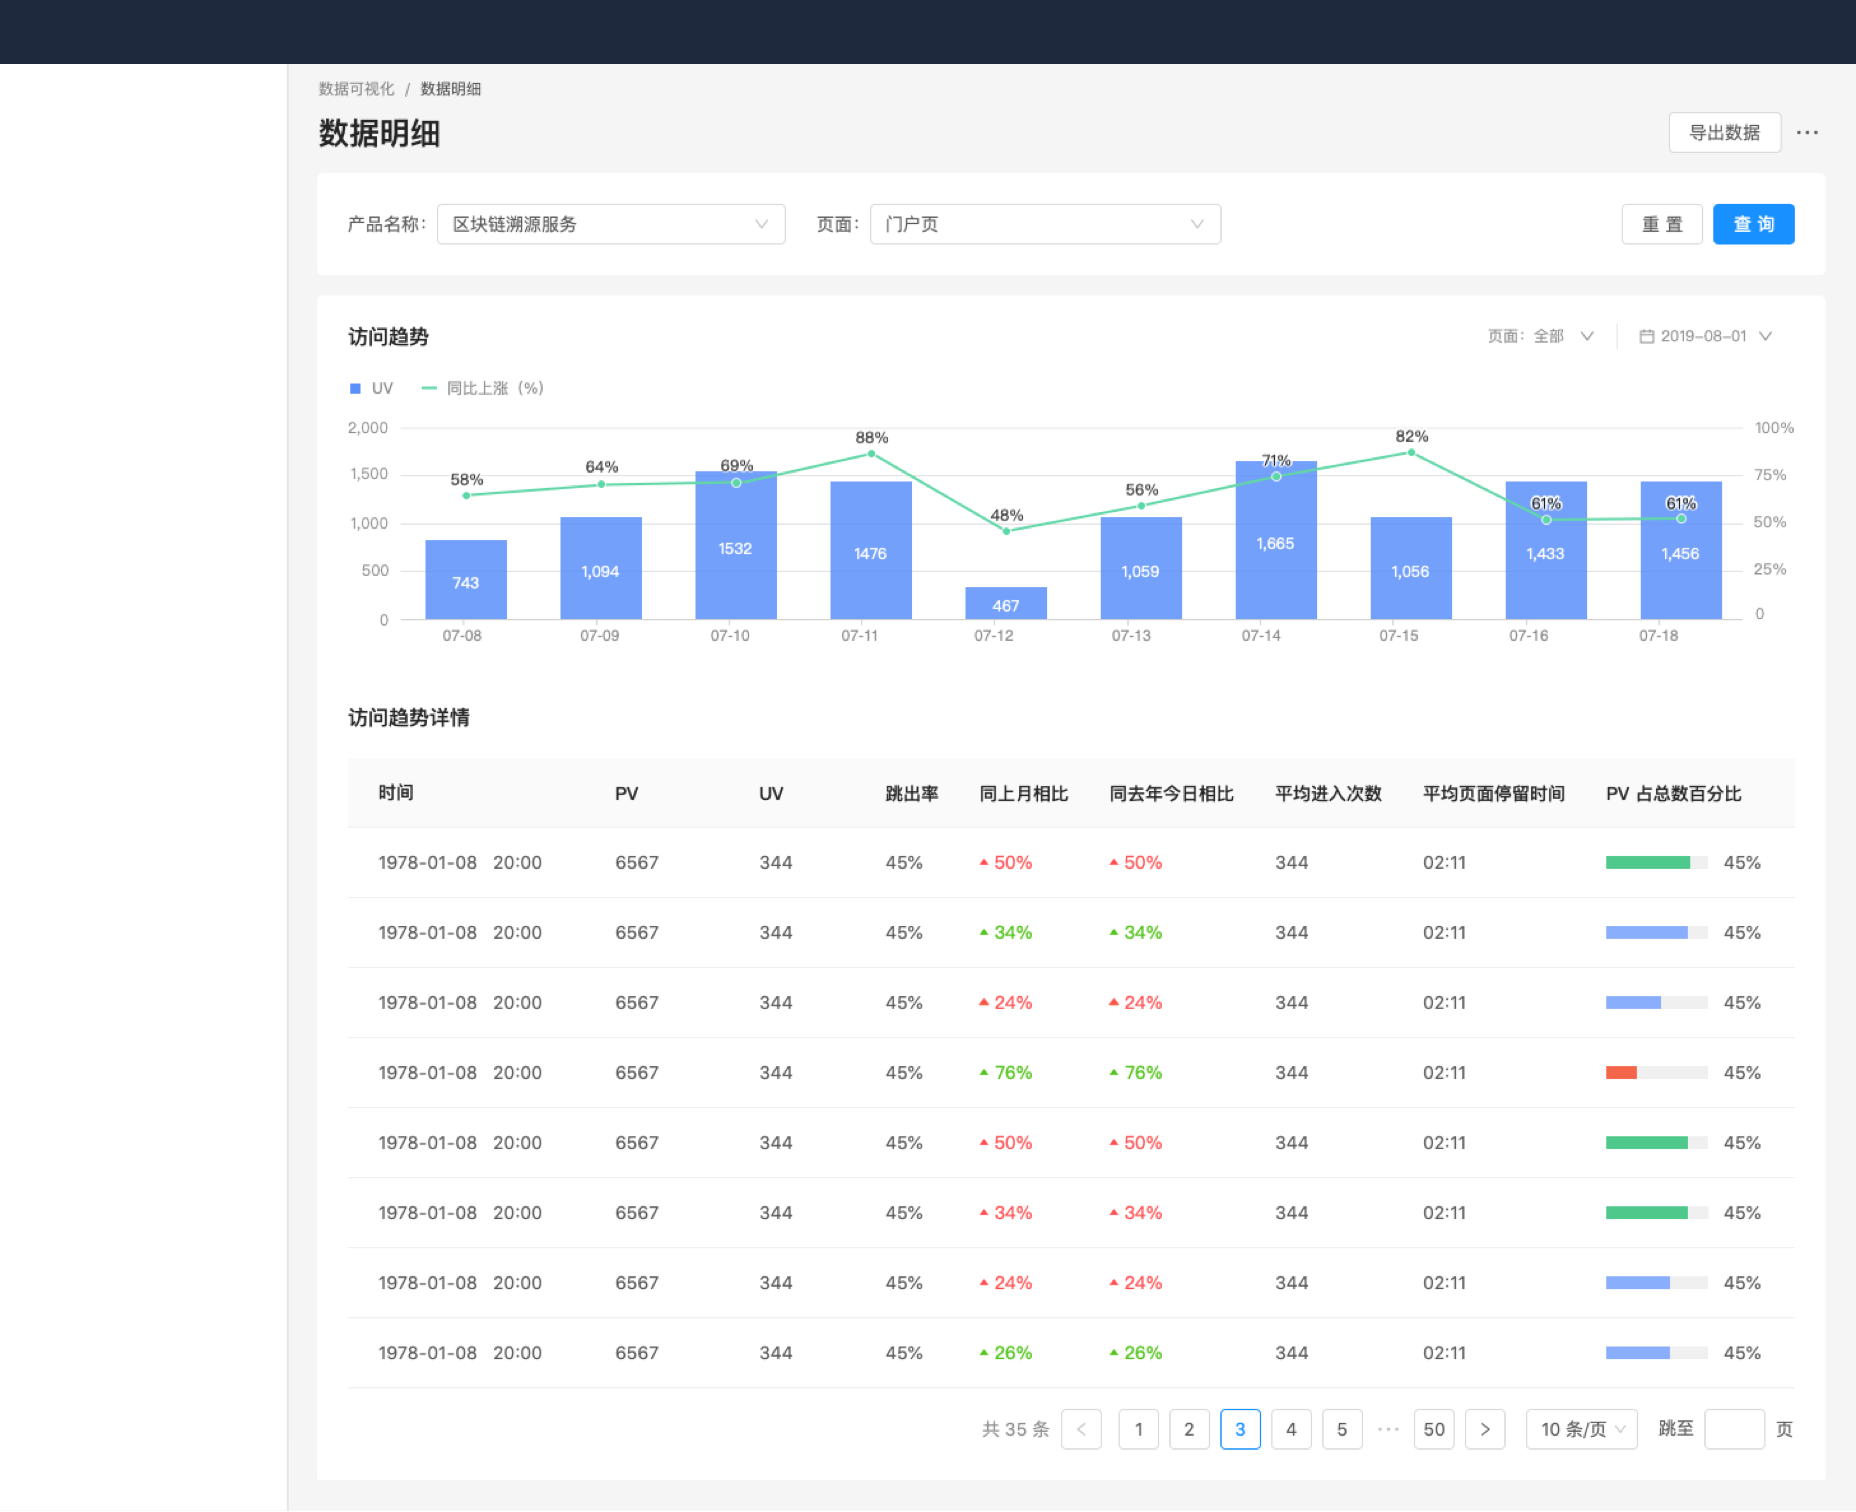 数据可视化 / 数据明细
数据明细
导出数据 ···
产品名称: 区块链溯源服务 页面: 门户页 重 置 查 询
访问趋势
页面: 全部 2019-08-01
UV 同比上涨 (%)
2,000 100%
1,500 75%
1,000 50%
500 25%
0 0
58% 64% 69% 88% 48% 56% 71% 82% 61% 61%
743 1,094 1532 1476 467 1,059 1,665 1,056 1,433 1,456
07-08 07-09 07-10 07-11 07-12 07-13 07-14 07-15 07-16 07-18
访问趋势详情
时间 PV UV 跳出率 同上月相比 同去年今日相比 平均进入次数 平均页面停留时间 PV 占总数百分比
1978-01-08 20:00 6567 344 45% 50% 50% 344 02:11 45%
1978-01-08 20:00 6567 344 45% 34% 34% 344 02:11 45%
1978-01-08 20:00 6567 344 45% 24% 24% 344 02:11 45%
1978-01-08 20:00 6567 344 45% 76% 76% 344 02:11 45%
1978-01-08 20:00 6567 344 45% 50% 50% 344 02:11 45%
1978-01-08 20:00 6567 344 45% 34% 34% 344 02:11 45%
1978-01-08 20:00 6567 344 45% 24% 24% 344 02:11 45%
1978-01-08 20:00 6567 344 45% 26% 26% 344 02:11 45%
共 35 条 < 1 2 3 4 5 ··· 50 > 10 条/页 跳至 页